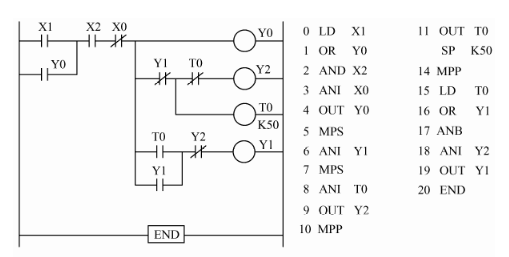 X1 X2 X0 Y0
Y0
Y1 T0 Y2
T0
K50
T0 Y2 Y1
Y1
END
0 LD X1
1 OR Y0
2 AND X2
3 ANI X0
4 OUT Y0
5 MPS
6 ANI Y1
7 MPS
8 ANI T0
9 OUT Y2
10 MPP
11 OUT T0
SP K50
14 MPP
15 LD T0
16 OR Y1
17 ANB
18 ANI Y2
19 OUT Y1
20 END